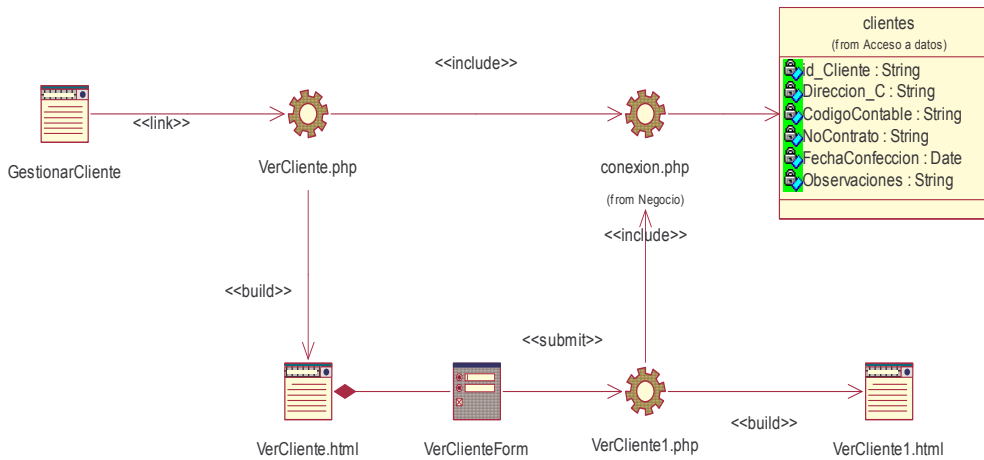 clientes
(from Acceso a datos)
<<include>>
id_Cliente : String
Direccion_C : String
CodigoContable : String
NoContrato : String
FechaConfeccion : Date
Observaciones : String
<<link>>
GestionarCliente
VerCliente.php
conexion.php
(from Negocio)
<<include>>
<<build>>
<<submit>>
<<build>>
VerCliente.html
VerClienteForm
VerCliente1.php
VerCliente1.html